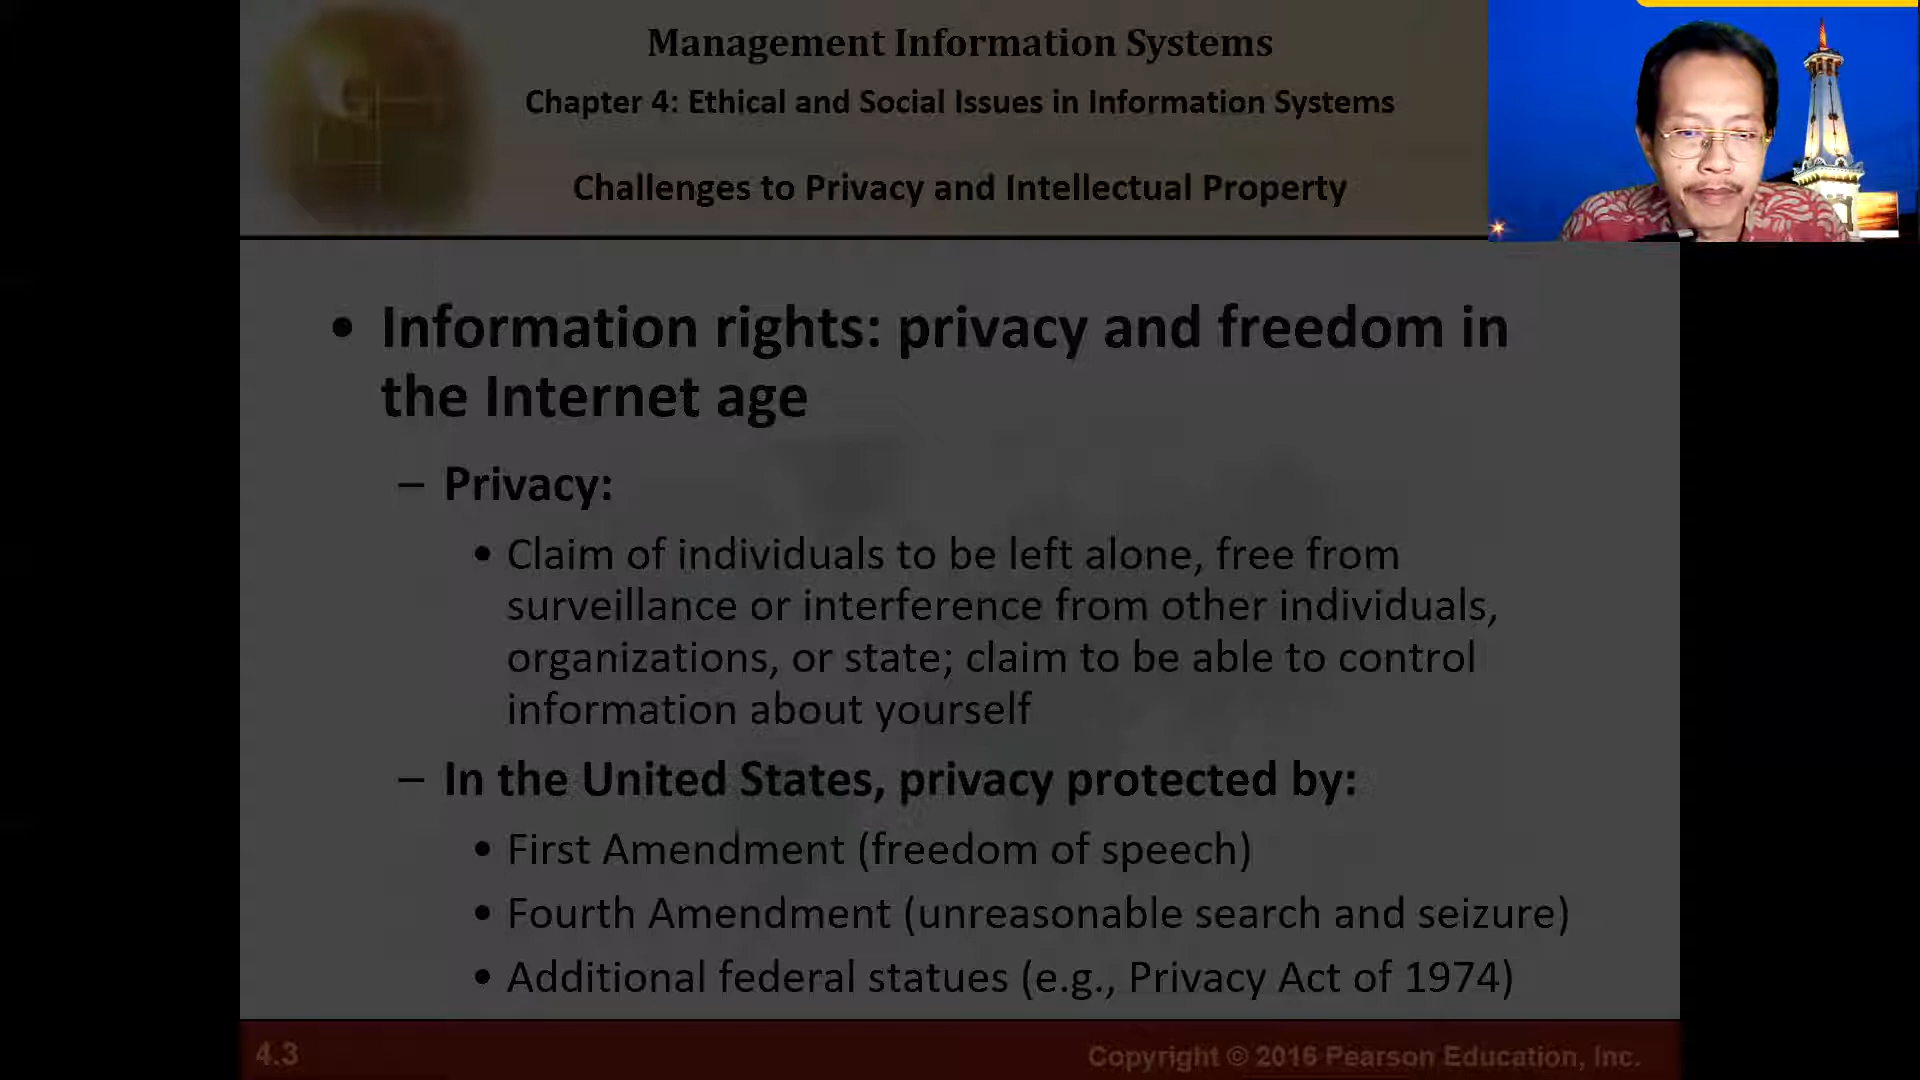 Management Information Systems
Chapter 4: Ethical and Social Issues in Information Systems
Challenges to Privacy and Intellectual Property
• Information rights: privacy and freedom in
the Internet age
– Privacy:
• Claim of individuals to be left alone, free from
surveillance or interference from other individuals,
organizations, or state; claim to be able to control
information about yourself
– In the United States, privacy protected by:
• First Amendment (freedom of speech)
• Fourth Amendment (unreasonable search and seizure)
• Additional federal statues (e.g., Privacy Act of 1974)
4.3
Copyright © 2016 Pearson Education, Inc.